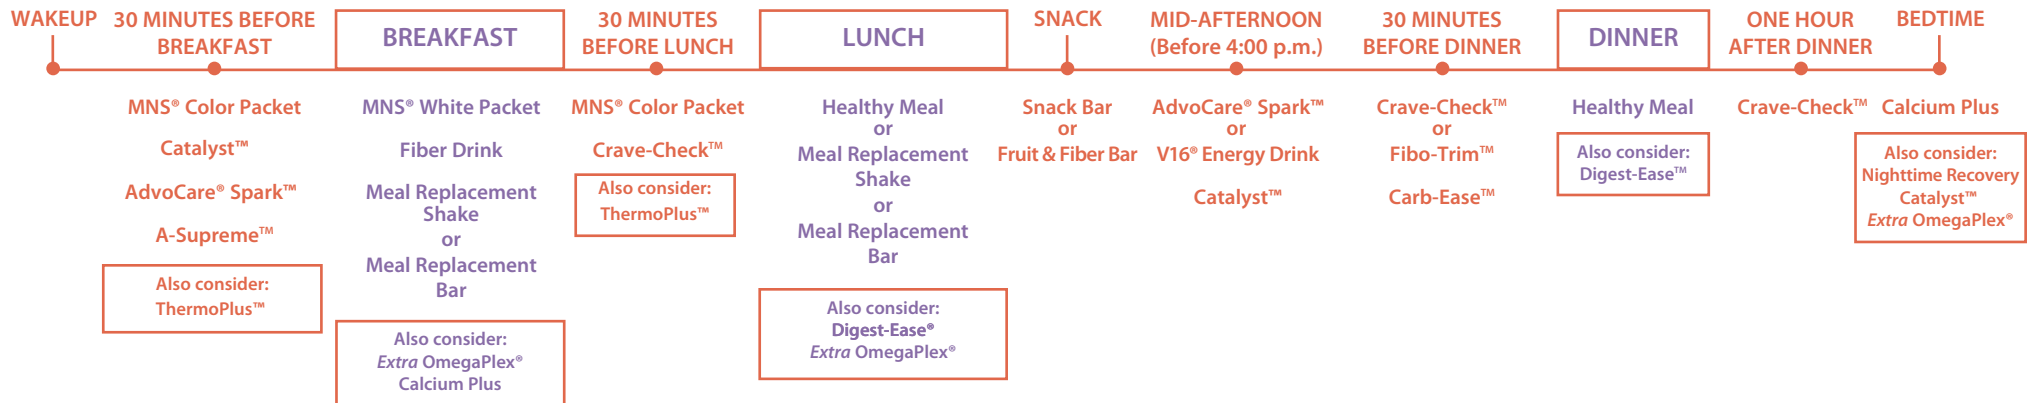 WAKEUP
30 MINUTES BEFORE
BREAKFAST
BREAKFAST
30 MINUTES
BEFORE LUNCH
LUNCH
SNACK
MID-AFTERNOON
(Before 4:00 p.m.)
30 MINUTES
BEFORE DINNER
DINNER
ONE HOUR
AFTER DINNER
BEDTIME
MNS® Color Packet
Catalyst™
AdvoCare® Spark™
A-Supreme™
Also consider:
ThermoPlus™
MNS® White Packet
Fiber Drink
Meal Replacement
Shake
or
Meal Replacement
Bar
Also consider:
Extra OmegaPlex®
Calcium Plus
MNS® Color Packet
Crave-Check™
Also consider:
ThermoPlus™
Healthy Meal
or
Meal Replacement
Shake
or
Meal Replacement
Bar
Also consider:
Digest-Ease®
Extra OmegaPlex®
Snack Bar
or
Fruit & Fiber Bar
AdvoCare® Spark™
or
V16® Energy Drink
Catalyst™
Crave-Check™
or
Fibo-Trim™
Carb-Ease™
Healthy Meal
Also consider:
Digest-Ease™
Crave-Check™
Calcium Plus
Also consider:
Nighttime Recovery
Catalyst™
Extra OmegaPlex®